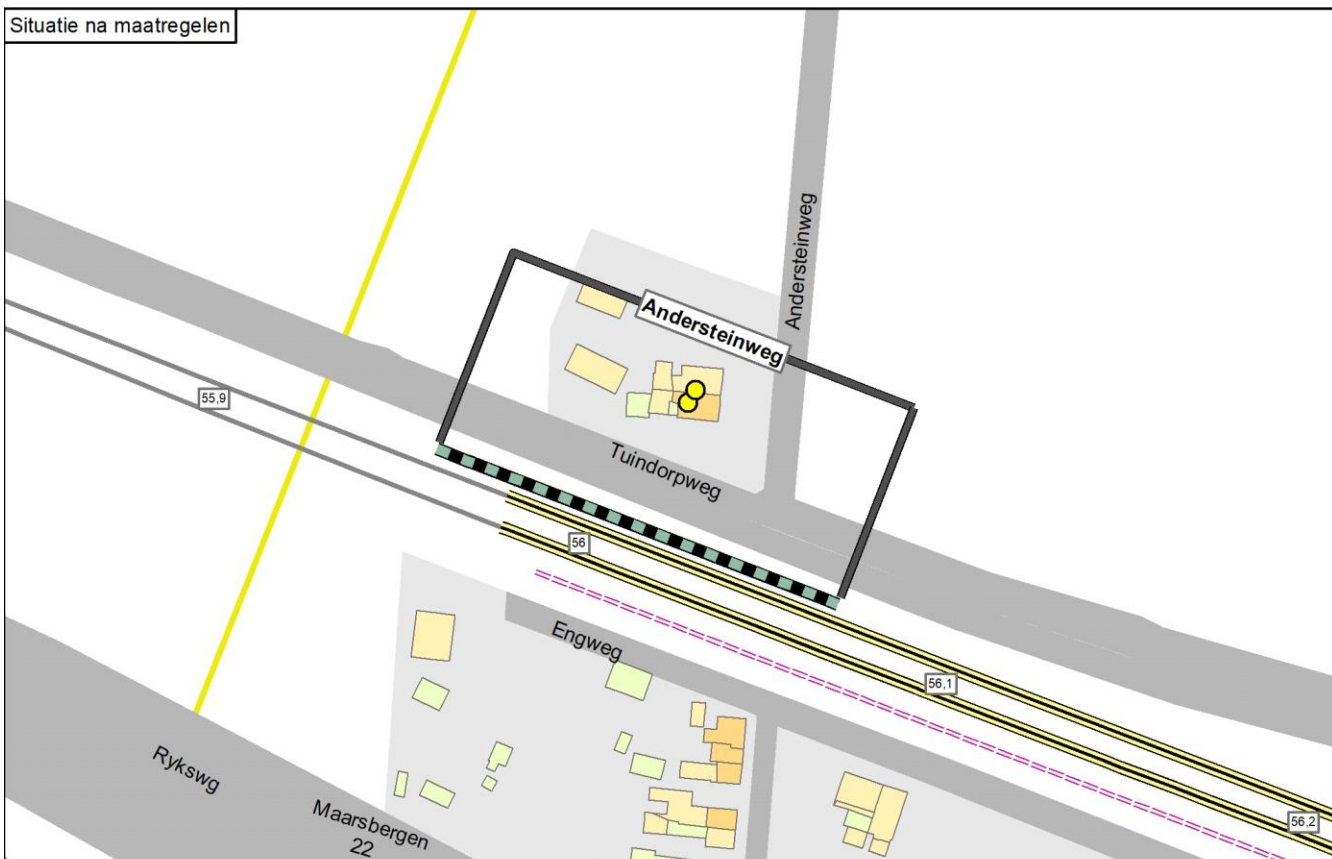 Situatie na maatregelen
Andersteinweg
Andersteinweg
55,9
Tuindorpweg
56
Engweg
56,1
Rykswg
Maarsbergen
22
56,2